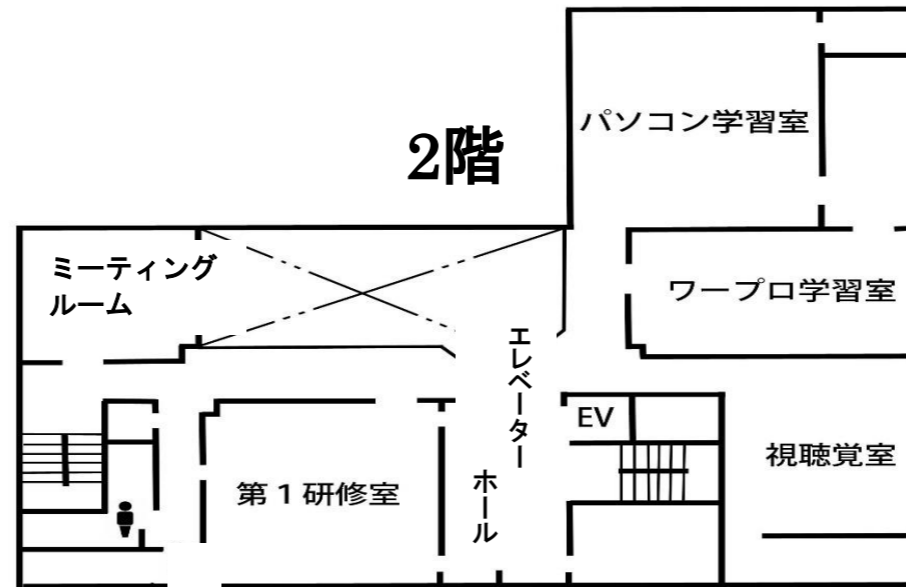 2階
パソコン学習室
ミーティング
ルーム
ワープロ学習室
エレベーター
ホール
EV
視聴覚室
第1研修室